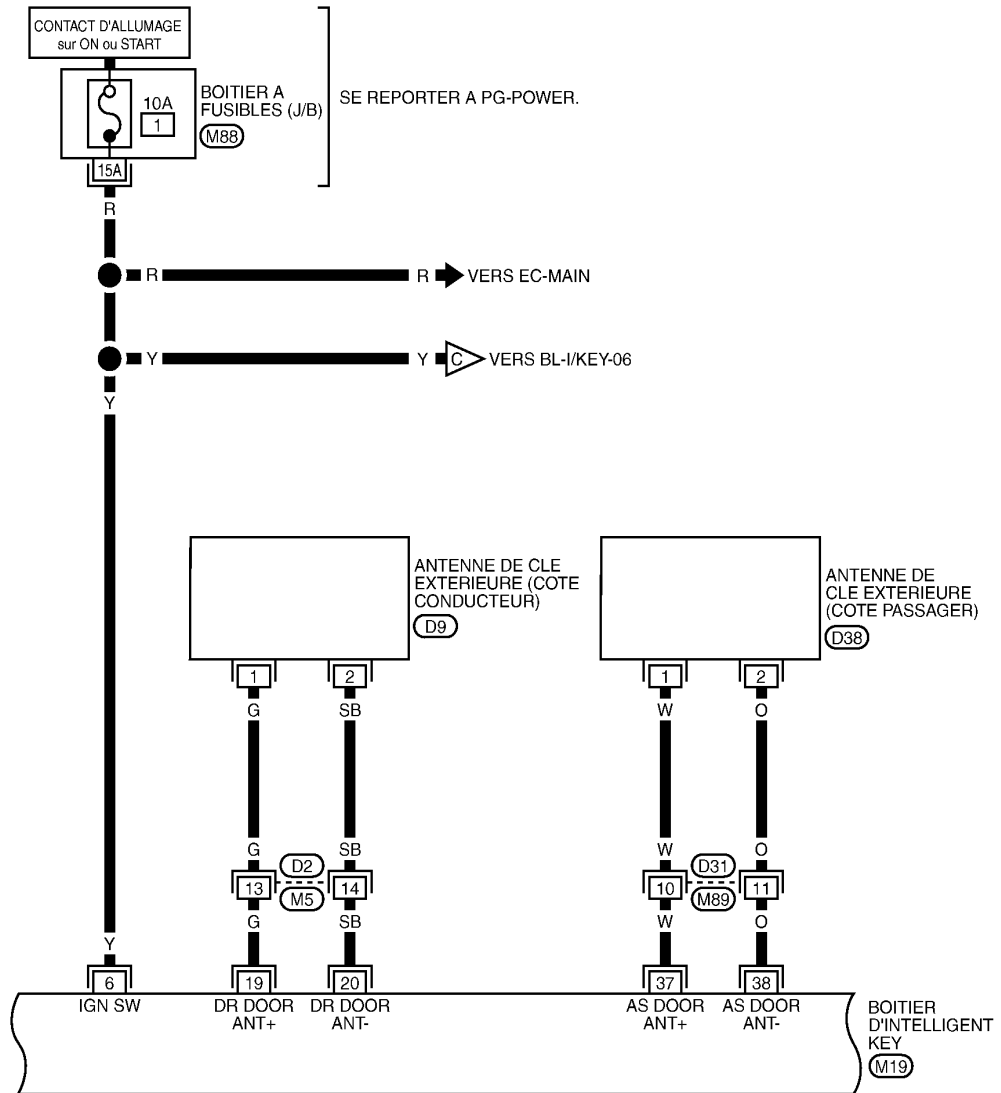 CONTACT D'ALLUMAGE
sur ON ou START
10A
1
BOITIER A
FUSIBLES (J/B)
M88
SE REPORTER A PG-POWER.
15A
R
R
R
VERS EC-MAIN
Y
Y
C
VERS BL-I/KEY-06
Y
ANTENNE DE CLE
EXTERIEURE (COTE
CONDUCTEUR)
D9
ANTENNE DE
CLE EXTERIEURE
(COTE PASSAGER)
D38
1
2
1
2
G
SB
W
O
G
SB
W
O
D2
D31
13
14
10
11
M5
M89
G
SB
W
O
Y
6
19
20
37
38
IGN SW
DR DOOR
ANT+
DR DOOR
ANT-
AS DOOR
ANT+
AS DOOR
ANT-
BOITIER
D'INTELLIGENT
KEY
M19